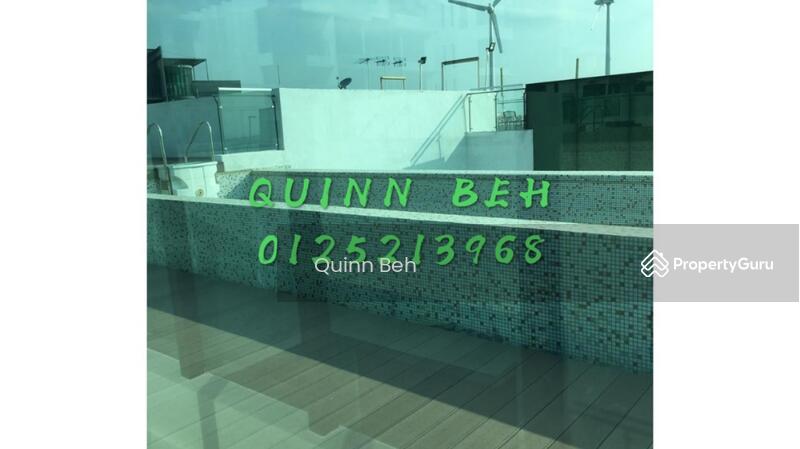 QUINN BEH
0125213968
Quinn Beh
PropertyGuru